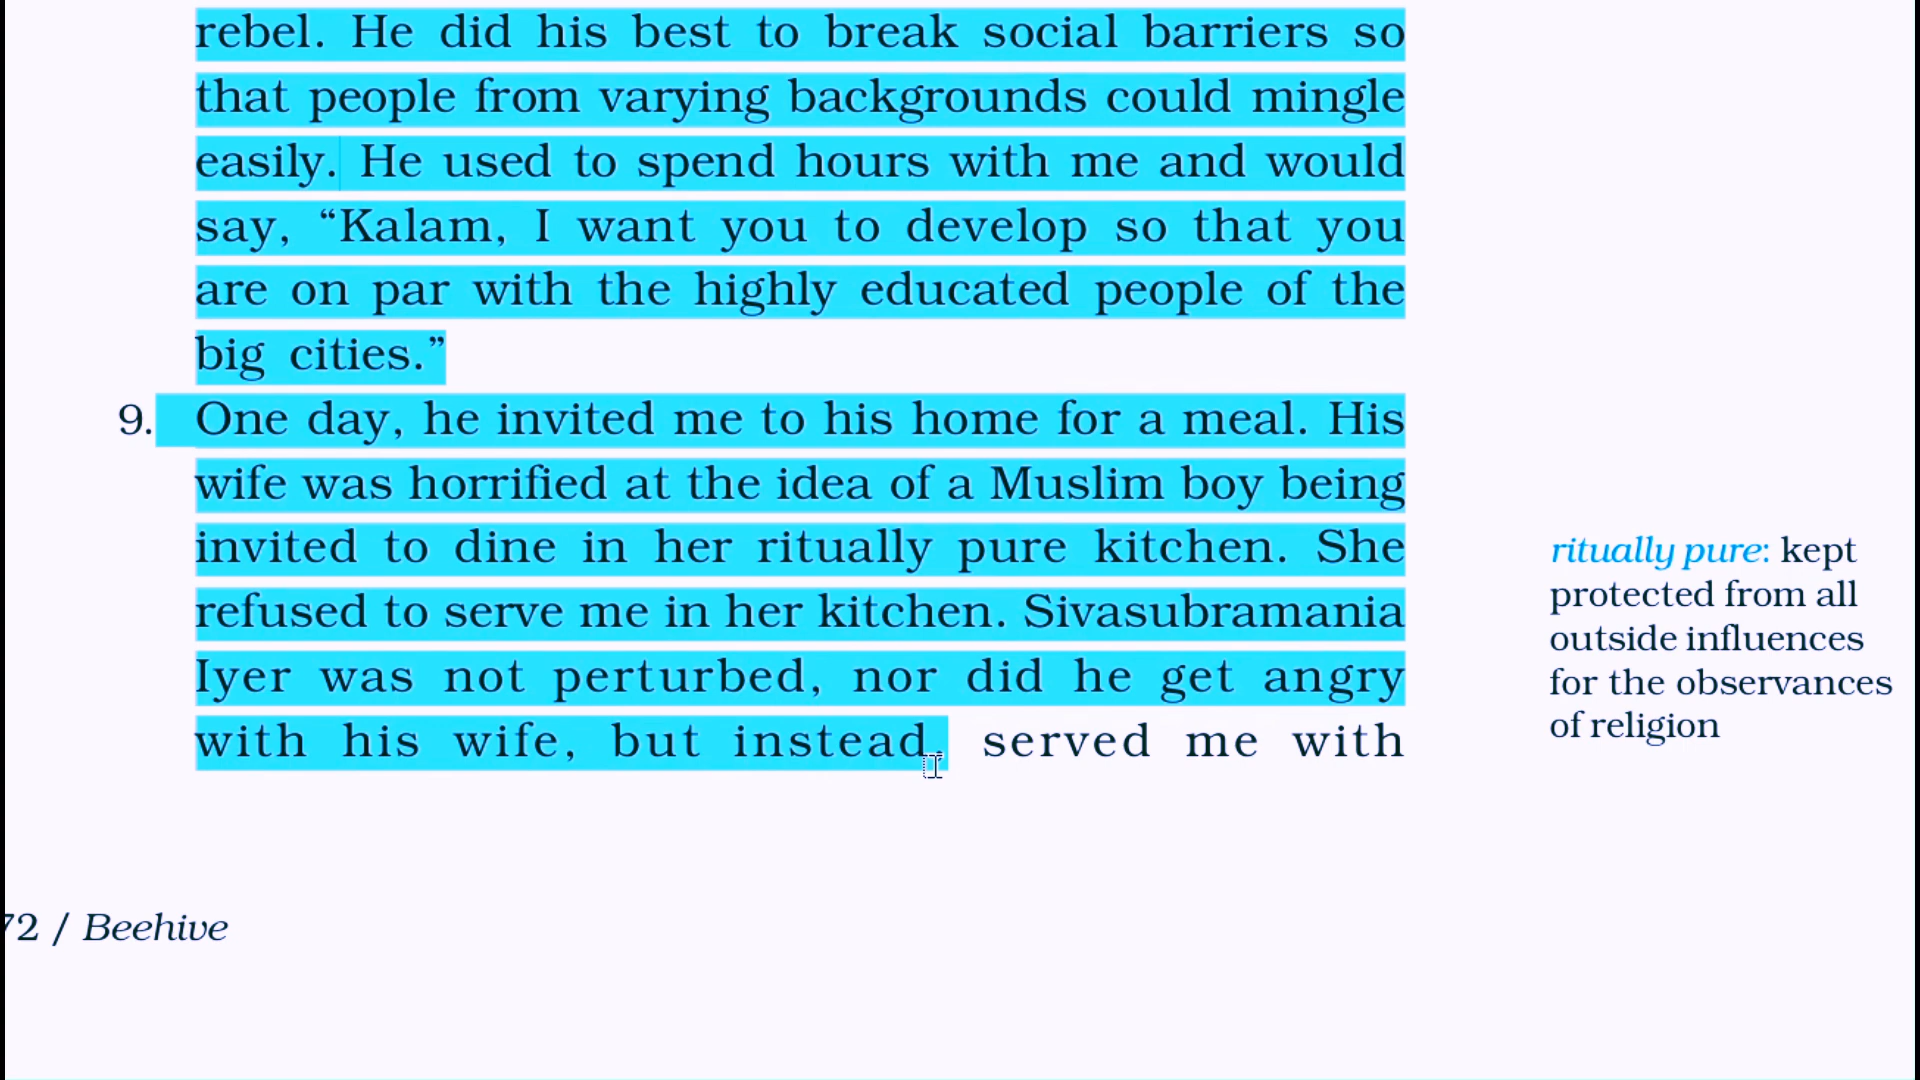 rebel. He did his best to break social barriers so
that people from varying backgrounds could mingle
easily. He used to spend hours with me and would
say, “Kalam, I want you to develop so that you
are on par with the highly educated people of the
big cities.”
9. One day, he invited me to his home for a meal. His
wife was horrified at the idea of a Muslim boy being
invited to dine in her ritually pure kitchen. She
refused to serve me in her kitchen. Sivasubramania
Iyer was not perturbed, nor did he get angry
with his wife, but instead, served me with
ritually pure: kept
protected from all
outside influences
for the observances
of religion
72 / Beehive